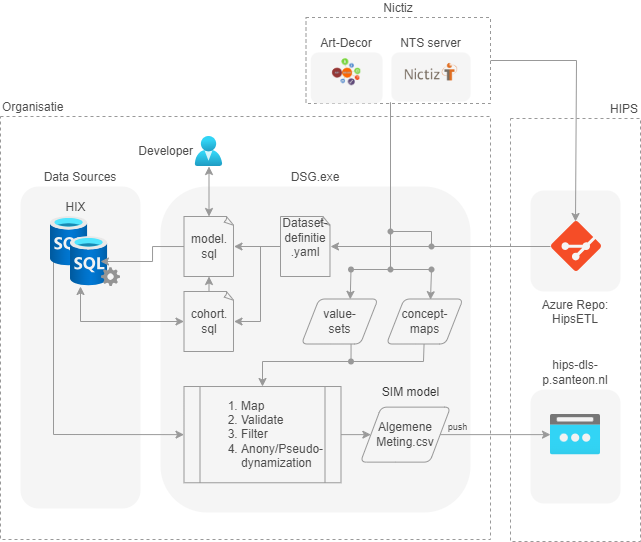 Nictiz
Art-Decor
NTS server
Nictiz
Organisatie
HIPS
Developer
Data Sources
DSG.exe
HIX
SQL
SQL
model.
sql
Dataset-
definitie
.yaml
cohort.
sql
value-
sets
concept-
maps
Azure Repo:
HipsETL
hips-dls-
p.santeon.nl
1. Map
2. Validate
3. Filter
4. Anony/Pseudo-
dynamization
SIM model
Algemene
Meting.csv
push